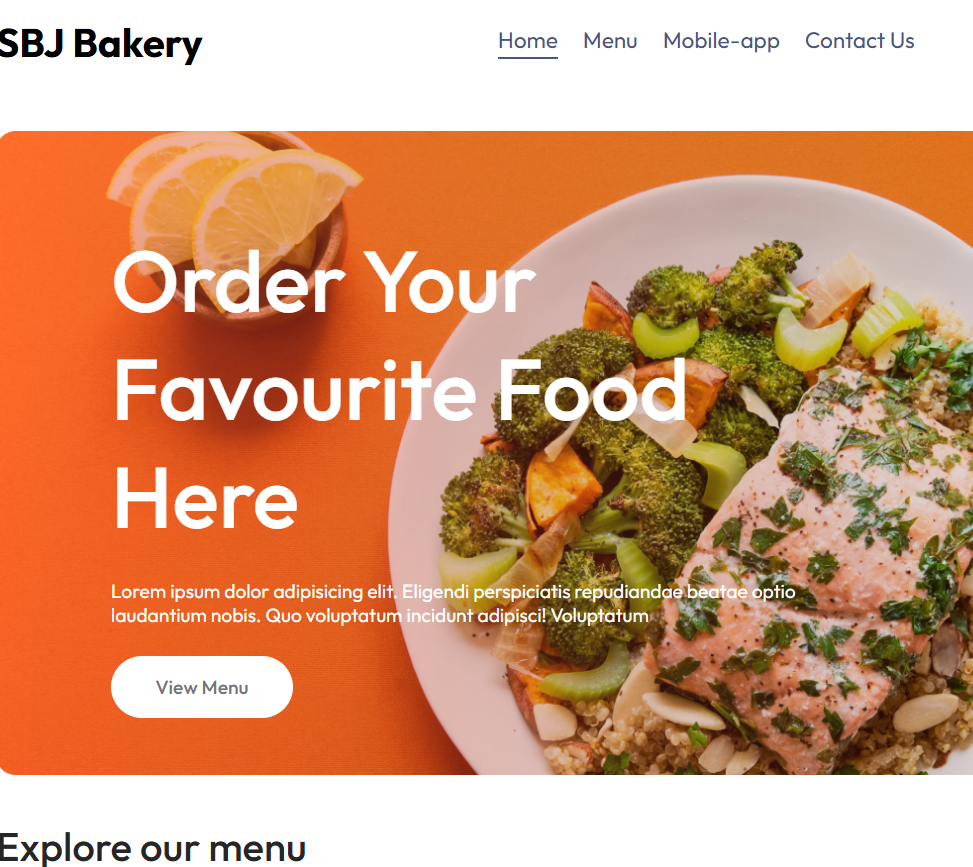 SBJ Bakery
Home Menu Mobile-app Contact Us
Order Your
Favourite Food
Here
Lorem ipsum dolor adipisicing elit. Eligendi perspiciatis repudiandae beatae optio
laudantium nobis. Quo voluptatum incidunt adipisci! Voluptatum
View Menu
Explore our menu